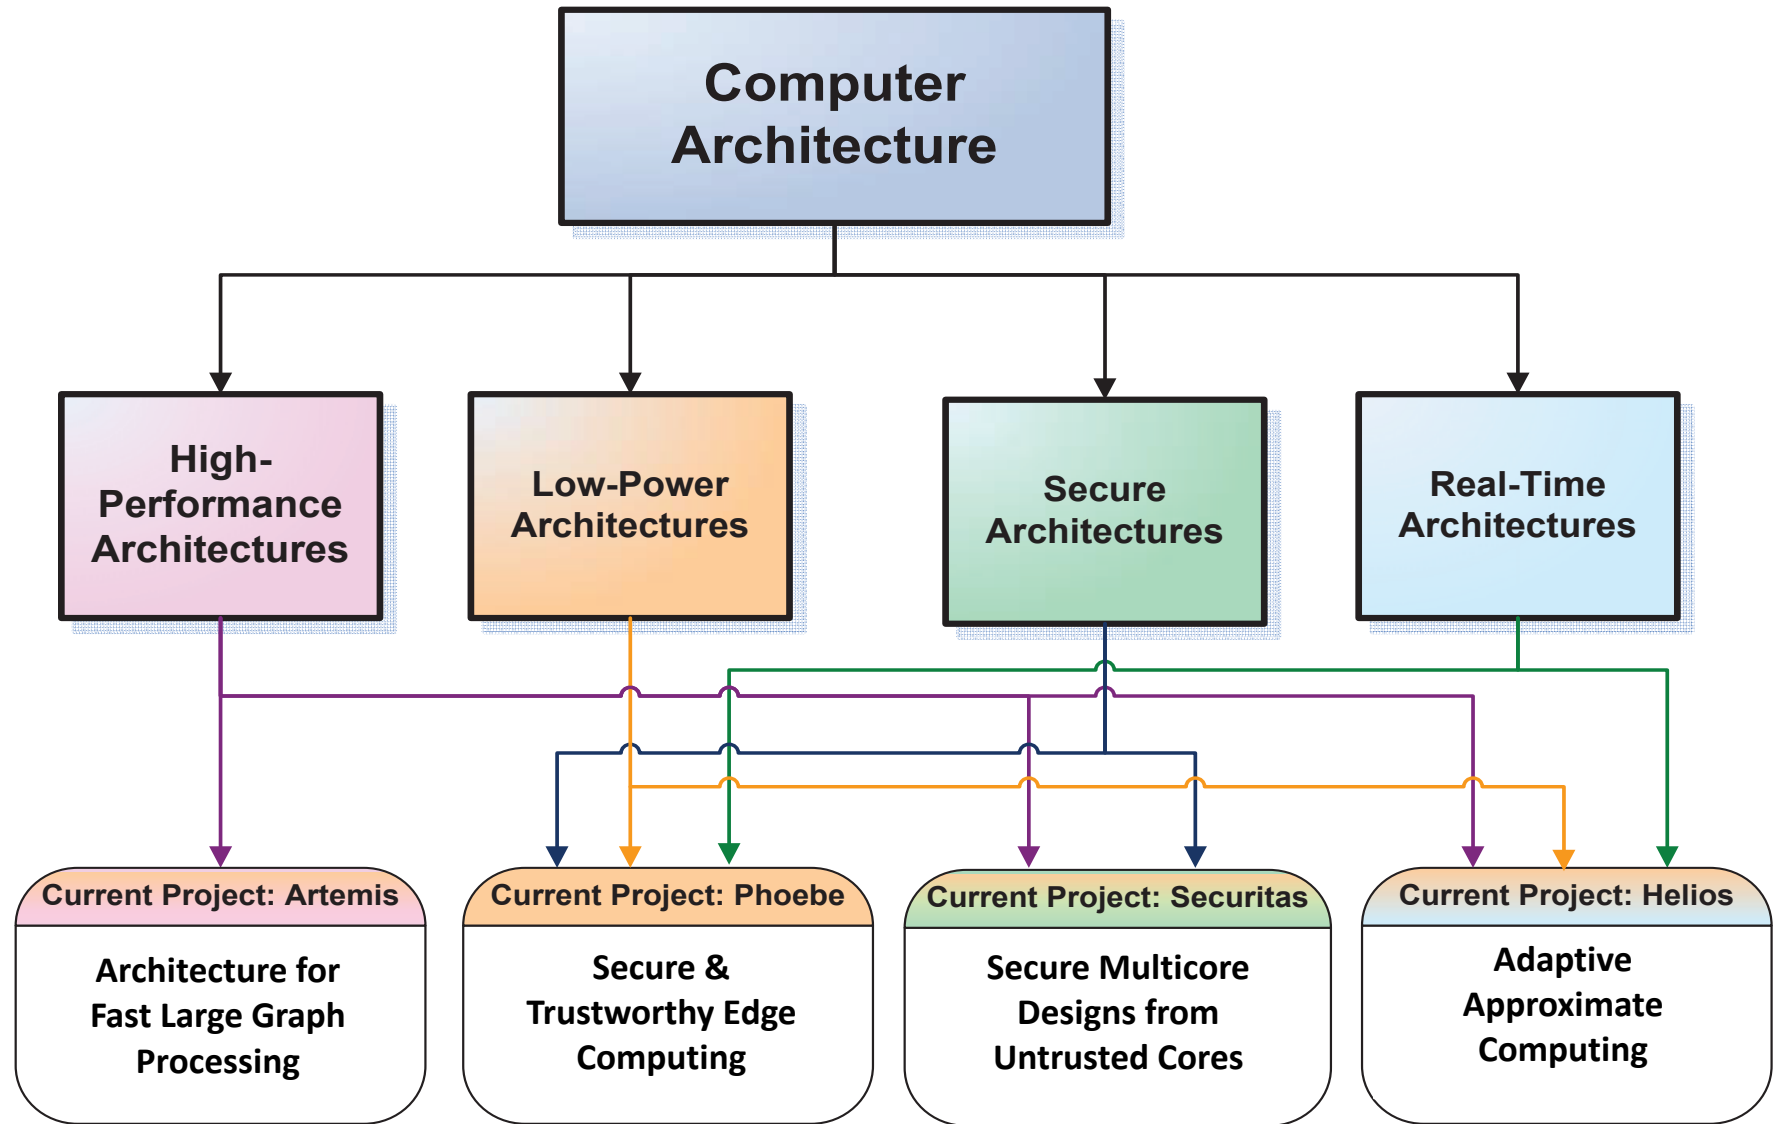 Computer
Architecture
High-
Performance
Architectures
Low-Power
Architectures
Secure
Architectures
Real-Time
Architectures
Current Project: Artemis
Architecture for
Fast Large Graph
Processing
Current Project: Phoebe
Secure &
Trustworthy Edge
Computing
Current Project: Securitas
Secure Multicore
Designs from
Untrusted Cores
Current Project: Helios
Adaptive
Approximate
Computing